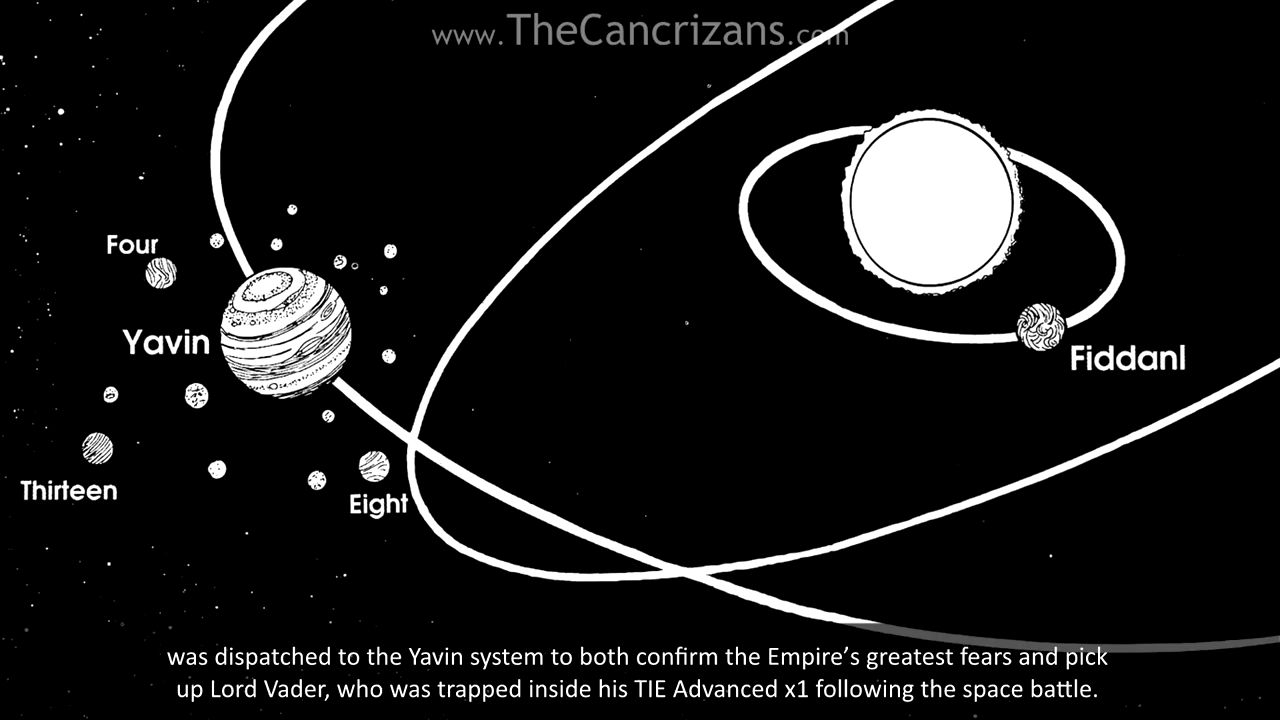 www.TheCancrizans.com
Four
Yavin
Fiddanl
Thirteen
Eight
was dispatched to the Yavin system to both confirm the Empire’s greatest fears and pick
up Lord Vader, who was trapped inside his TIE Advanced x1 following the space battle.